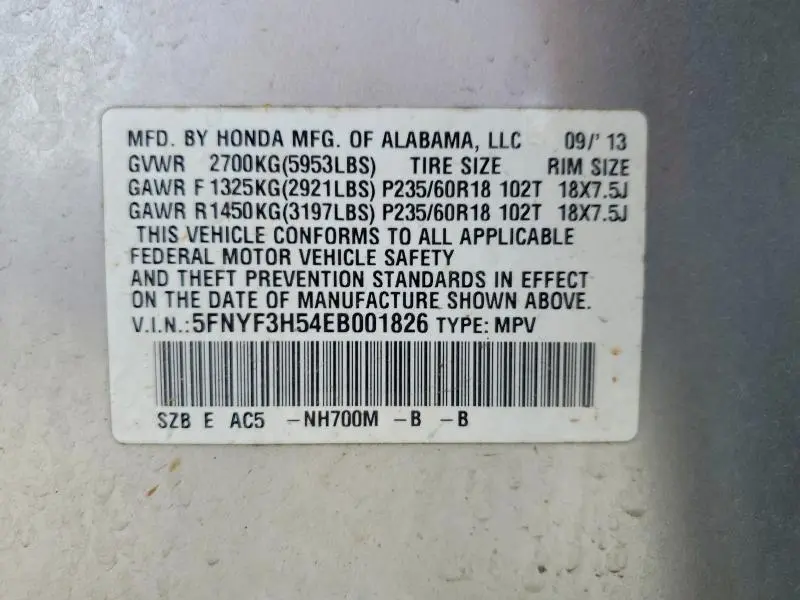 MFD. BY HONDA MFG. OF ALABAMA, LLC 09/'13
GVWR 2700KG(5953LBS) TIRE SIZE RIM SIZE
GAWR F 1325KG(2921LBS) P235/60R18 102T 18X7.5J
GAWR R1450KG(3197LBS) P235/60R18 102T 18X7.5J
THIS VEHICLE CONFORMS TO ALL APPLICABLE
FEDERAL MOTOR VEHICLE SAFETY
AND THEFT PREVENTION STANDARDS IN EFFECT
ON THE DATE OF MANUFACTURE SHOWN ABOVE.
V.I.N.:5FNYF3H54EB001826 TYPE: MPV
SZB E AC5 -NH700M -B -B